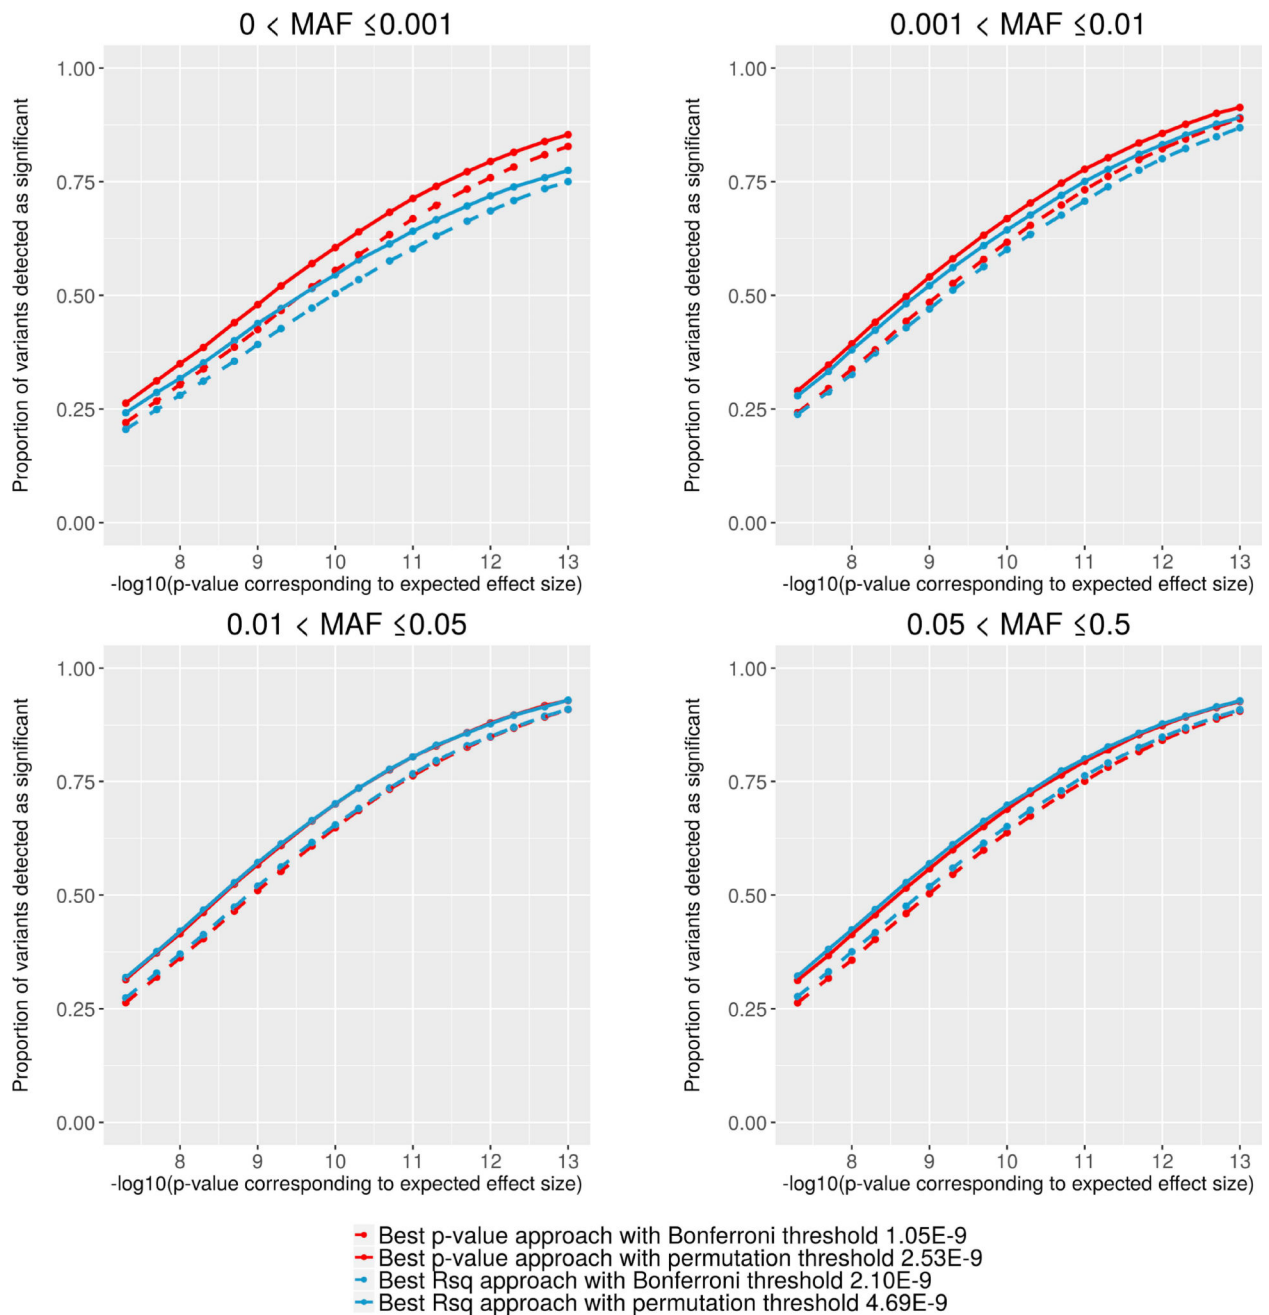 0 < MAF ≤0.001
Proportion of variants detected as significant
1.00
0.75
0.50
0.25
0.00
8 9 10 11 12 13
-log10(p-value corresponding to expected effect size)
0.001 < MAF ≤0.01
Proportion of variants detected as significant
1.00
0.75
0.50
0.25
0.00
8 9 10 11 12 13
-log10(p-value corresponding to expected effect size)
0.01 < MAF ≤0.05
Proportion of variants detected as significant
1.00
0.75
0.50
0.25
0.00
8 9 10 11 12 13
-log10(p-value corresponding to expected effect size)
0.05 < MAF ≤0.5
Proportion of variants detected as significant
1.00
0.75
0.50
0.25
0.00
8 9 10 11 12 13
-log10(p-value corresponding to expected effect size)
Best p-value approach with Bonferroni threshold 1.05E-9
Best p-value approach with permutation threshold 2.53E-9
Best Rsq approach with Bonferroni threshold 2.10E-9
Best Rsq approach with permutation threshold 4.69E-9